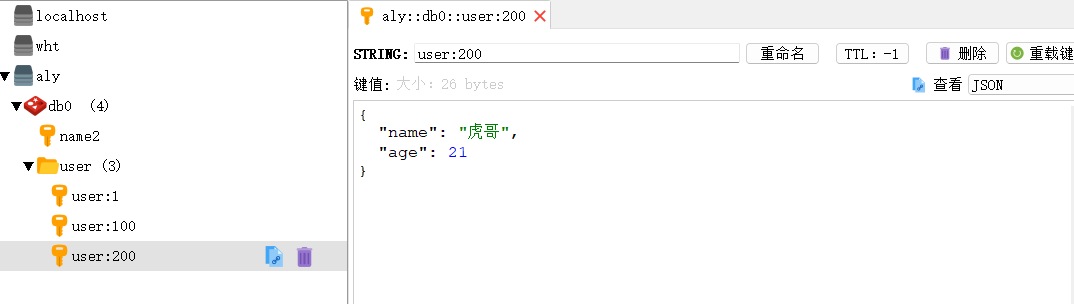 localhost
wht
aly
db0 (4)
name2
user (3)
user:1
user:100
user:200
aly::db0::user:200
STRING: user:200 重命名 TTL: -1 删除 重载键
键值: 大小: 26 bytes 查看 JSON
{
"name": "虎哥",
"age": 21
}